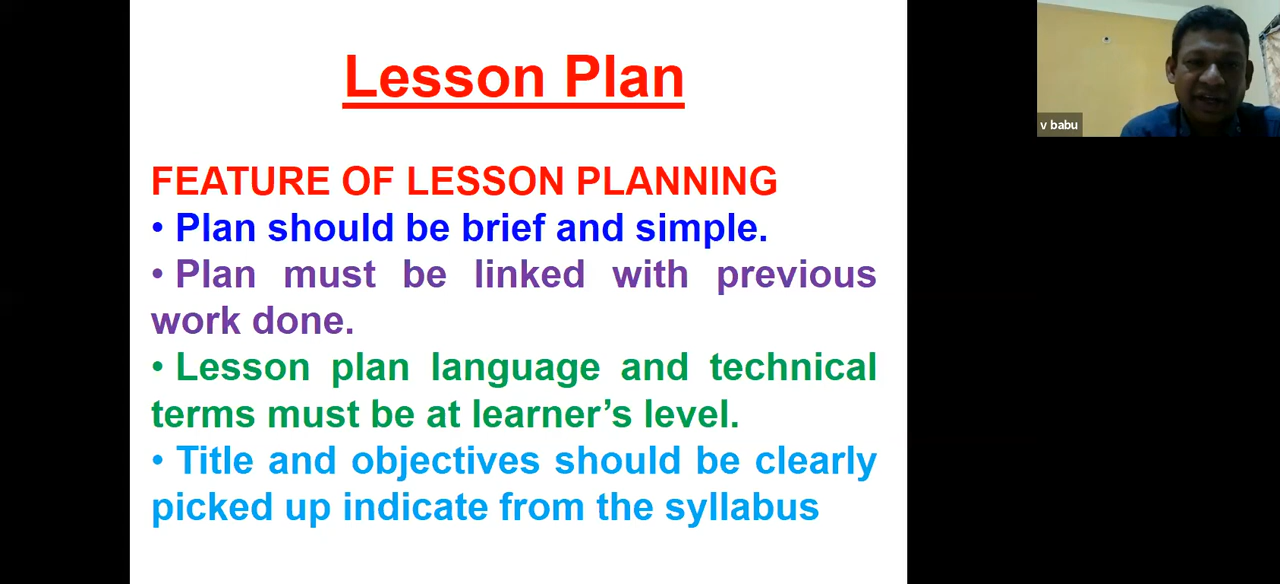 Lesson Plan
FEATURE OF LESSON PLANNING
• Plan should be brief and simple.
• Plan must be linked with previous
work done.
• Lesson plan language and technical
terms must be at learner’s level.
• Title and objectives should be clearly
picked up indicate from the syllabus
v babu